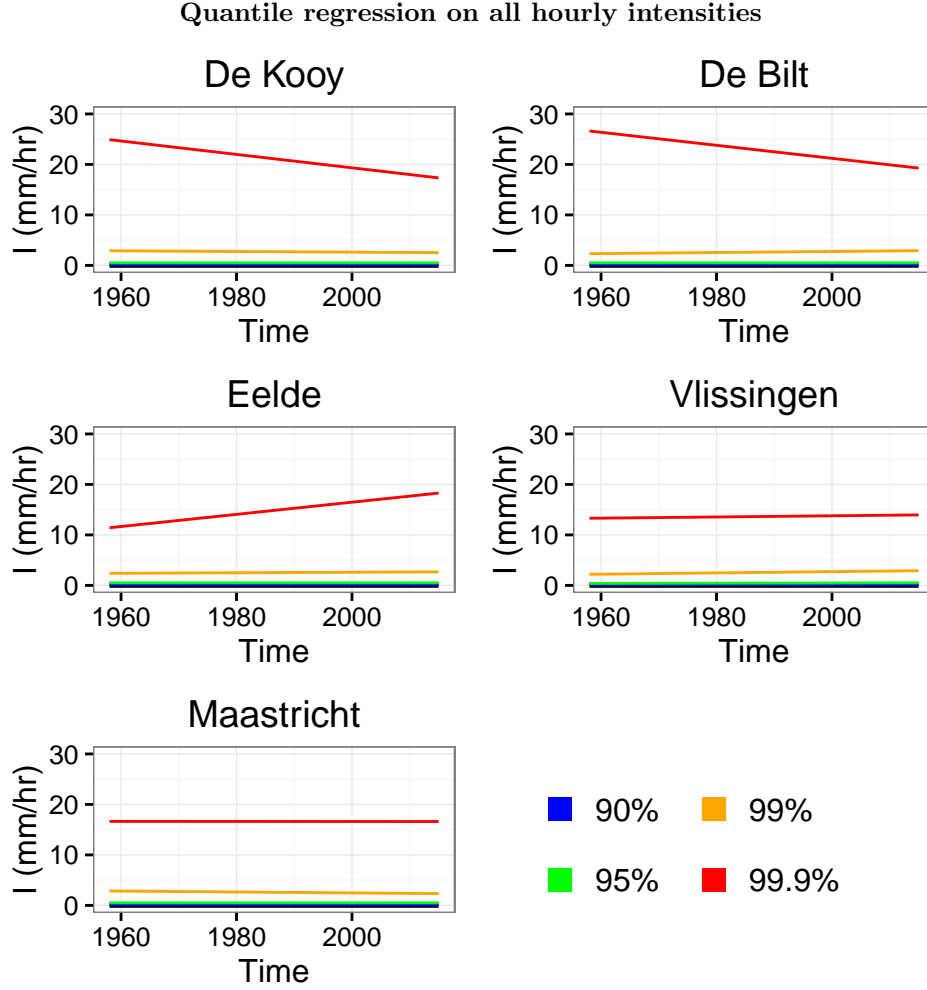 Quantile regression on all hourly intensities
De Kooy
I (mm/hr)
30
20
10
0
1960 1980 2000
Time
De Bilt
I (mm/hr)
30
20
10
0
1960 1980 2000
Time
Eelde
I (mm/hr)
30
20
10
0
1960 1980 2000
Time
Vlissingen
I (mm/hr)
30
20
10
0
1960 1980 2000
Time
Maastricht
I (mm/hr)
30
20
10
0
1960 1980 2000
Time
90% 99%
95% 99.9%